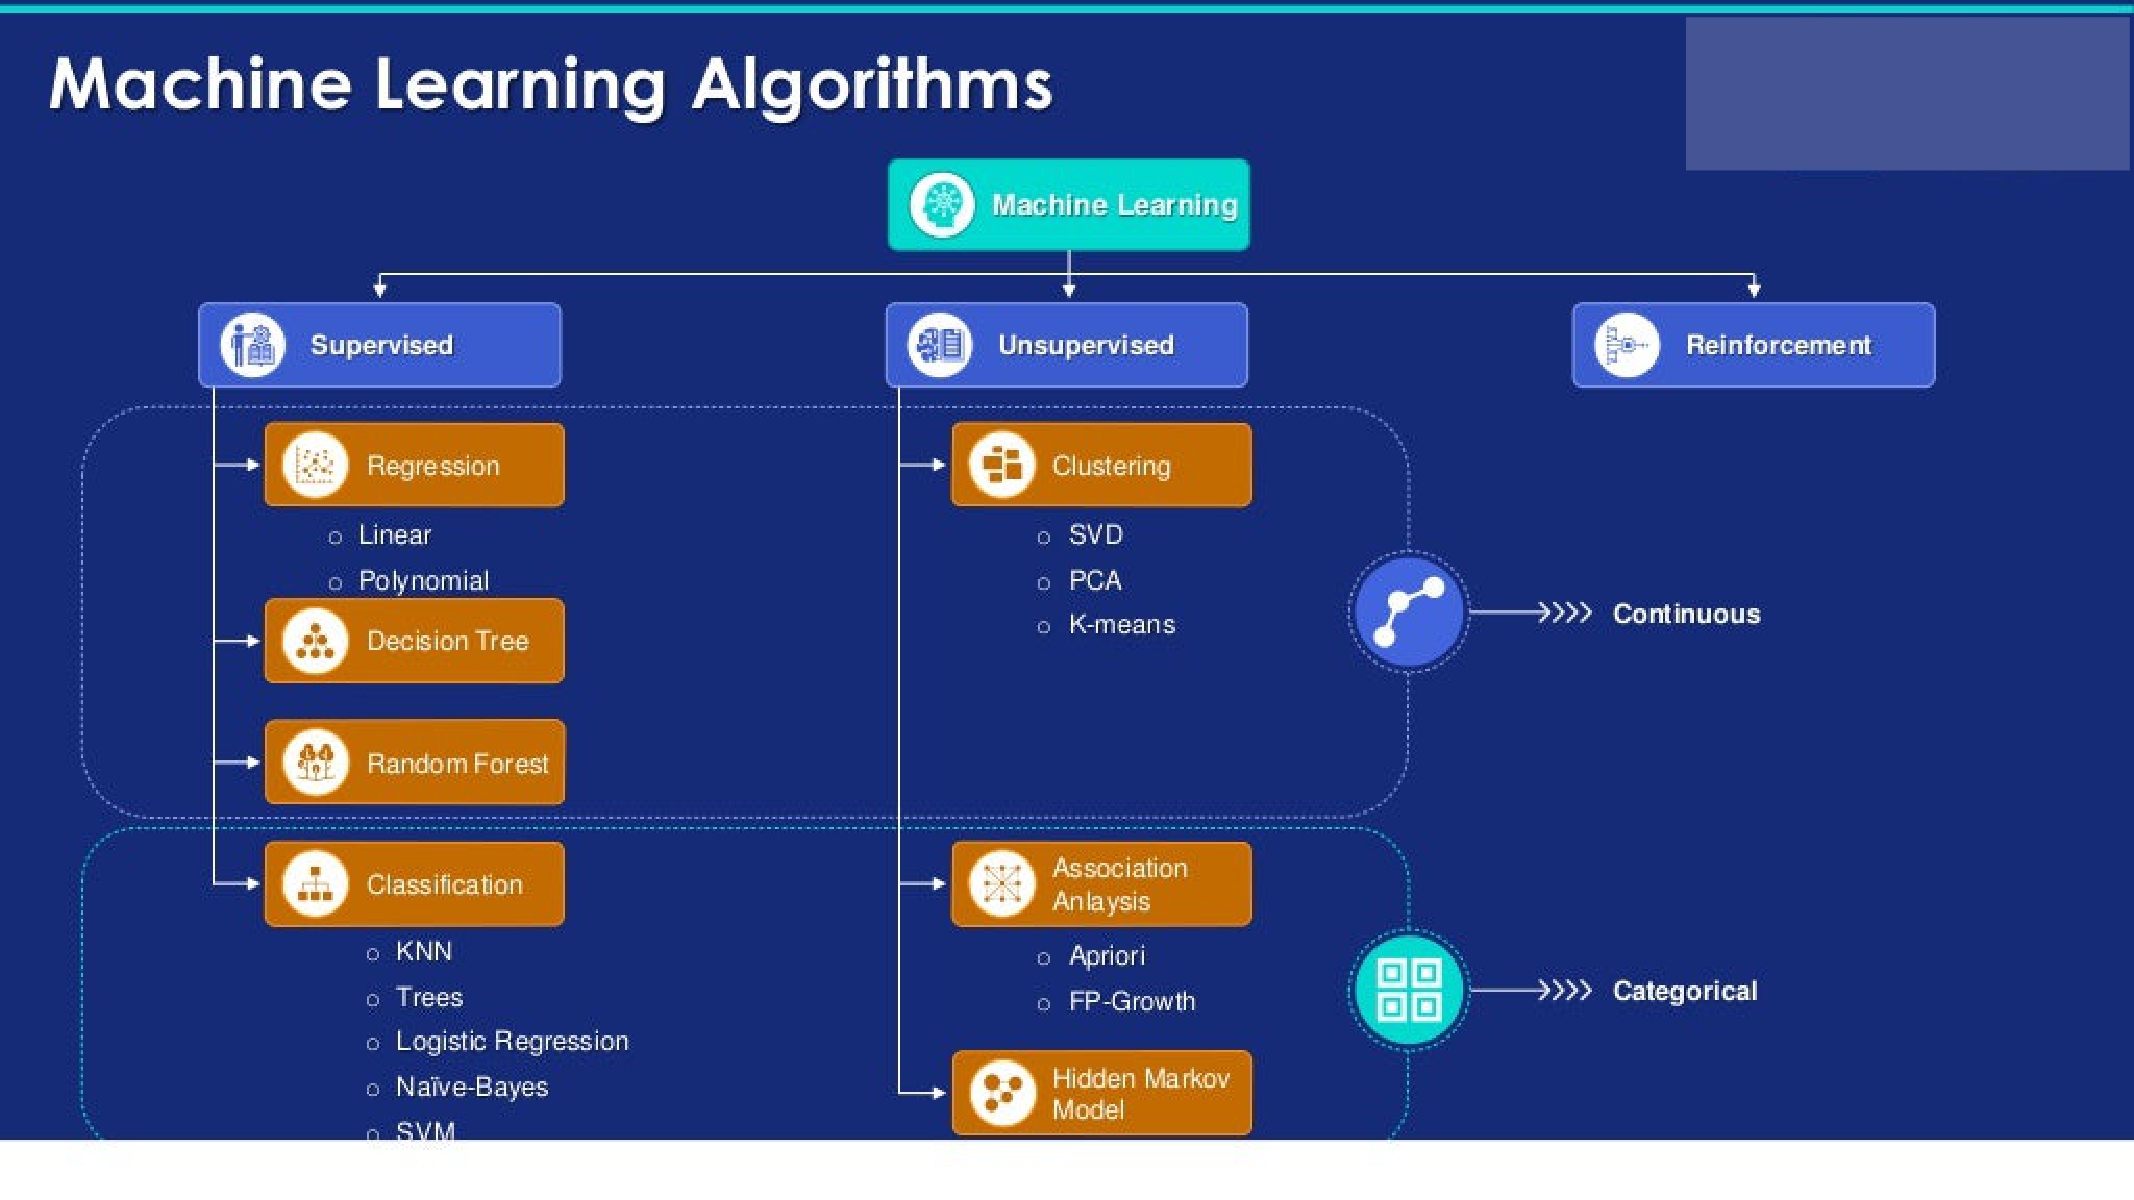 Machine Learning Algorithms
Machine Learning
Supervised
Unsupervised
Reinforcement
Regression
Linear
Polynomial
Decision Tree
Random Forest
Clustering
SVD
PCA
K-means
Continuous
Classification
KNN
Trees
Logistic Regression
Naïve-Bayes
SVM
Association
Anlaysis
Apriori
FP-Growth
Hidden Markov
Model
Categorical